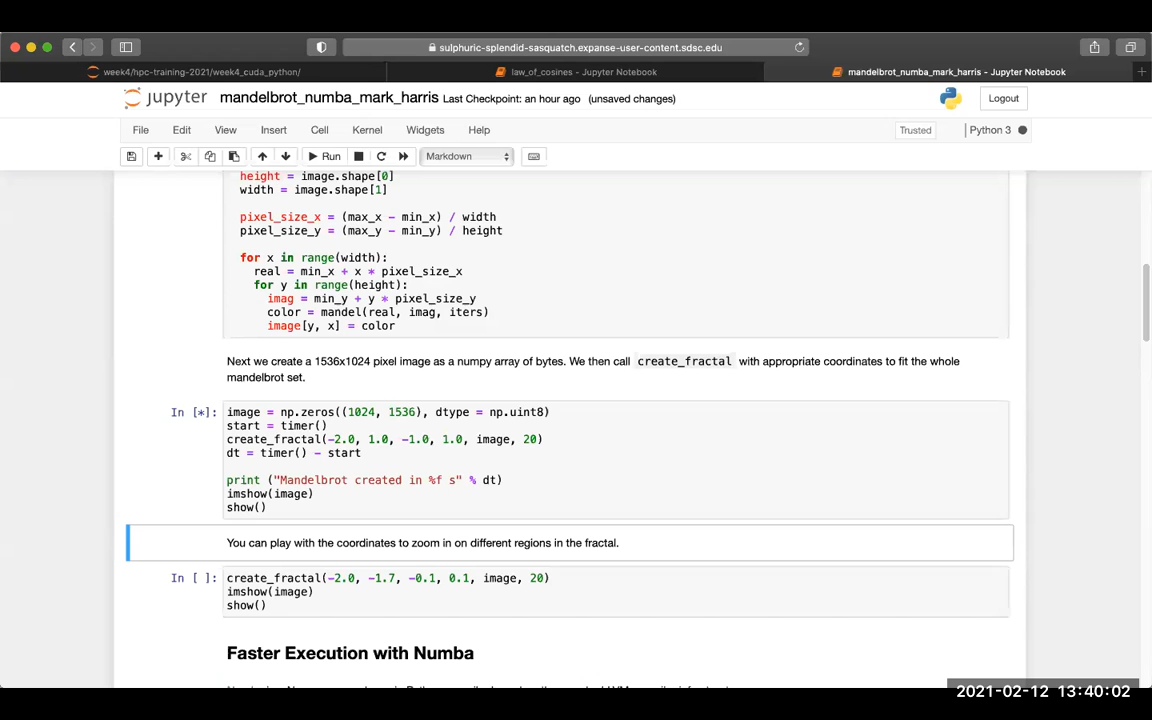 sulphuric-splendid-sasquatch.expanse-user-content.sdsc.edu
week4/hpc-training-2021/week4_cuda_python/
law_of_cosines - Jupyter Notebook
mandelbrot_numba_mark_harris - Jupyter Notebook
jupyter mandelbrot_numba_mark_harris Last Checkpoint: an hour ago (unsaved changes)
Logout
File Edit View Insert Cell Kernel Widgets Help
Trusted
Python 3
Run
Markdown
height = image.shape[0]
width = image.shape[1]
pixel_size_x = (max_x - min_x) / width
pixel_size_y = (max_y - min_y) / height
for x in range(width):
real = min_x + x * pixel_size_x
for y in range(height):
imag = min_y + y * pixel_size_y
color = mandel(real, imag, iters)
image[y, x] = color
Next we create a 1536x1024 pixel image as a numpy array of bytes. We then call create_fractal with appropriate coordinates to fit the whole
mandelbrot set.
In [*]: image = np.zeros((1024, 1536), dtype = np.uint8)
start = timer()
create_fractal(-2.0, 1.0, -1.0, 1.0, image, 20)
dt = timer() - start
print ("Mandelbrot created in %f s" % dt)
imshow(image)
show()
You can play with the coordinates to zoom in on different regions in the fractal.
In [ ]: create_fractal(-2.0, -1.7, -0.1, 0.1, image, 20)
imshow(image)
show()
Faster Execution with Numba
2021-02-12 13:40:02